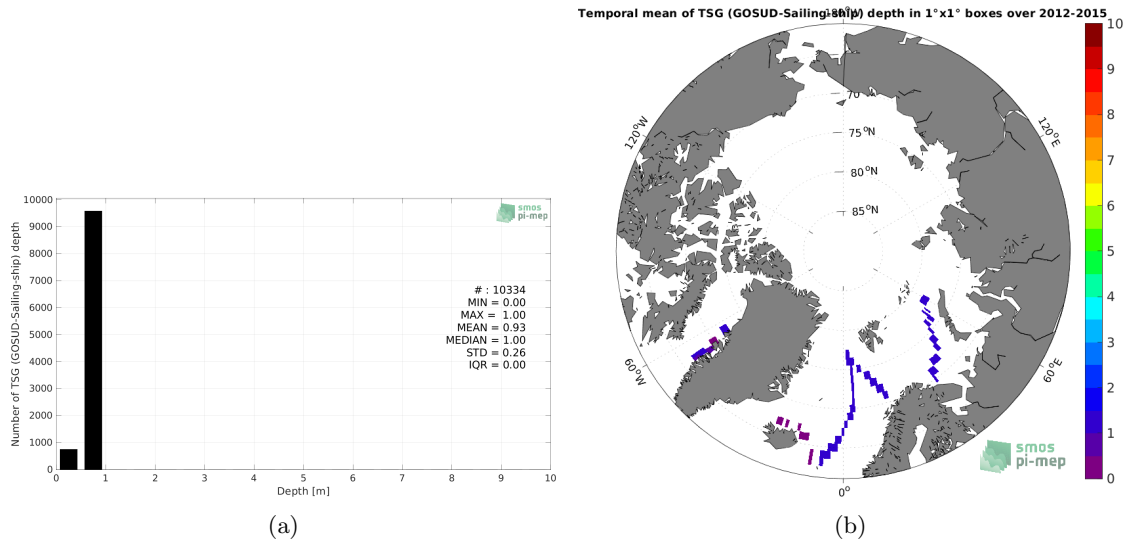 Temporal mean of TSG (GOSUD-Sailing-ship) depth in 1°x1° boxes over 2012-2015
180°W
120°W
120°E
60°W
60°E
0°
70
75°N
80°N
85°N
10
9
8
7
6
5
4
3
2
1
0
smos
pi-mep
Number of TSG (GOSUD-Sailing-ship) depth
10000
9000
8000
7000
6000
5000
4000
3000
2000
1000
0
smos
pi-mep
# : 10334
MIN = 0.00
MAX = 1.00
MEAN = 0.93
MEDIAN = 1.00
STD = 0.26
IQR = 0.00
0 1 2 3 4 5 6 7 8 9 10
Depth [m]
(a)
(b)